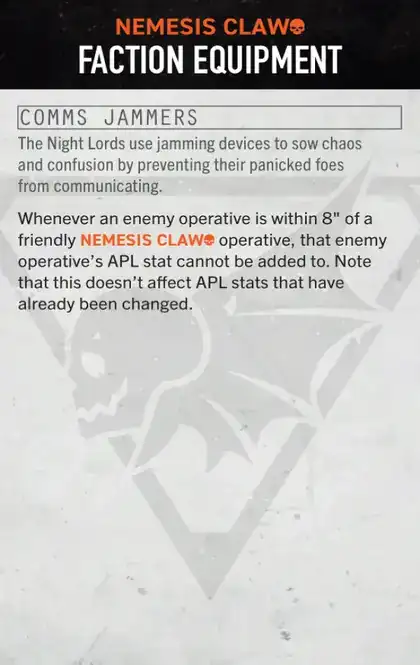 NEMESIS CLAW
FACTION EQUIPMENT
COMMS JAMMERS
The Night Lords use jamming devices to sow chaos
and confusion by preventing their panicked foes
from communicating.
Whenever an enemy operative is within 8" of a
friendly NEMESIS CLAW operative, that enemy
operative’s APL stat cannot be added to. Note
that this doesn’t affect APL stats that have
already been changed.